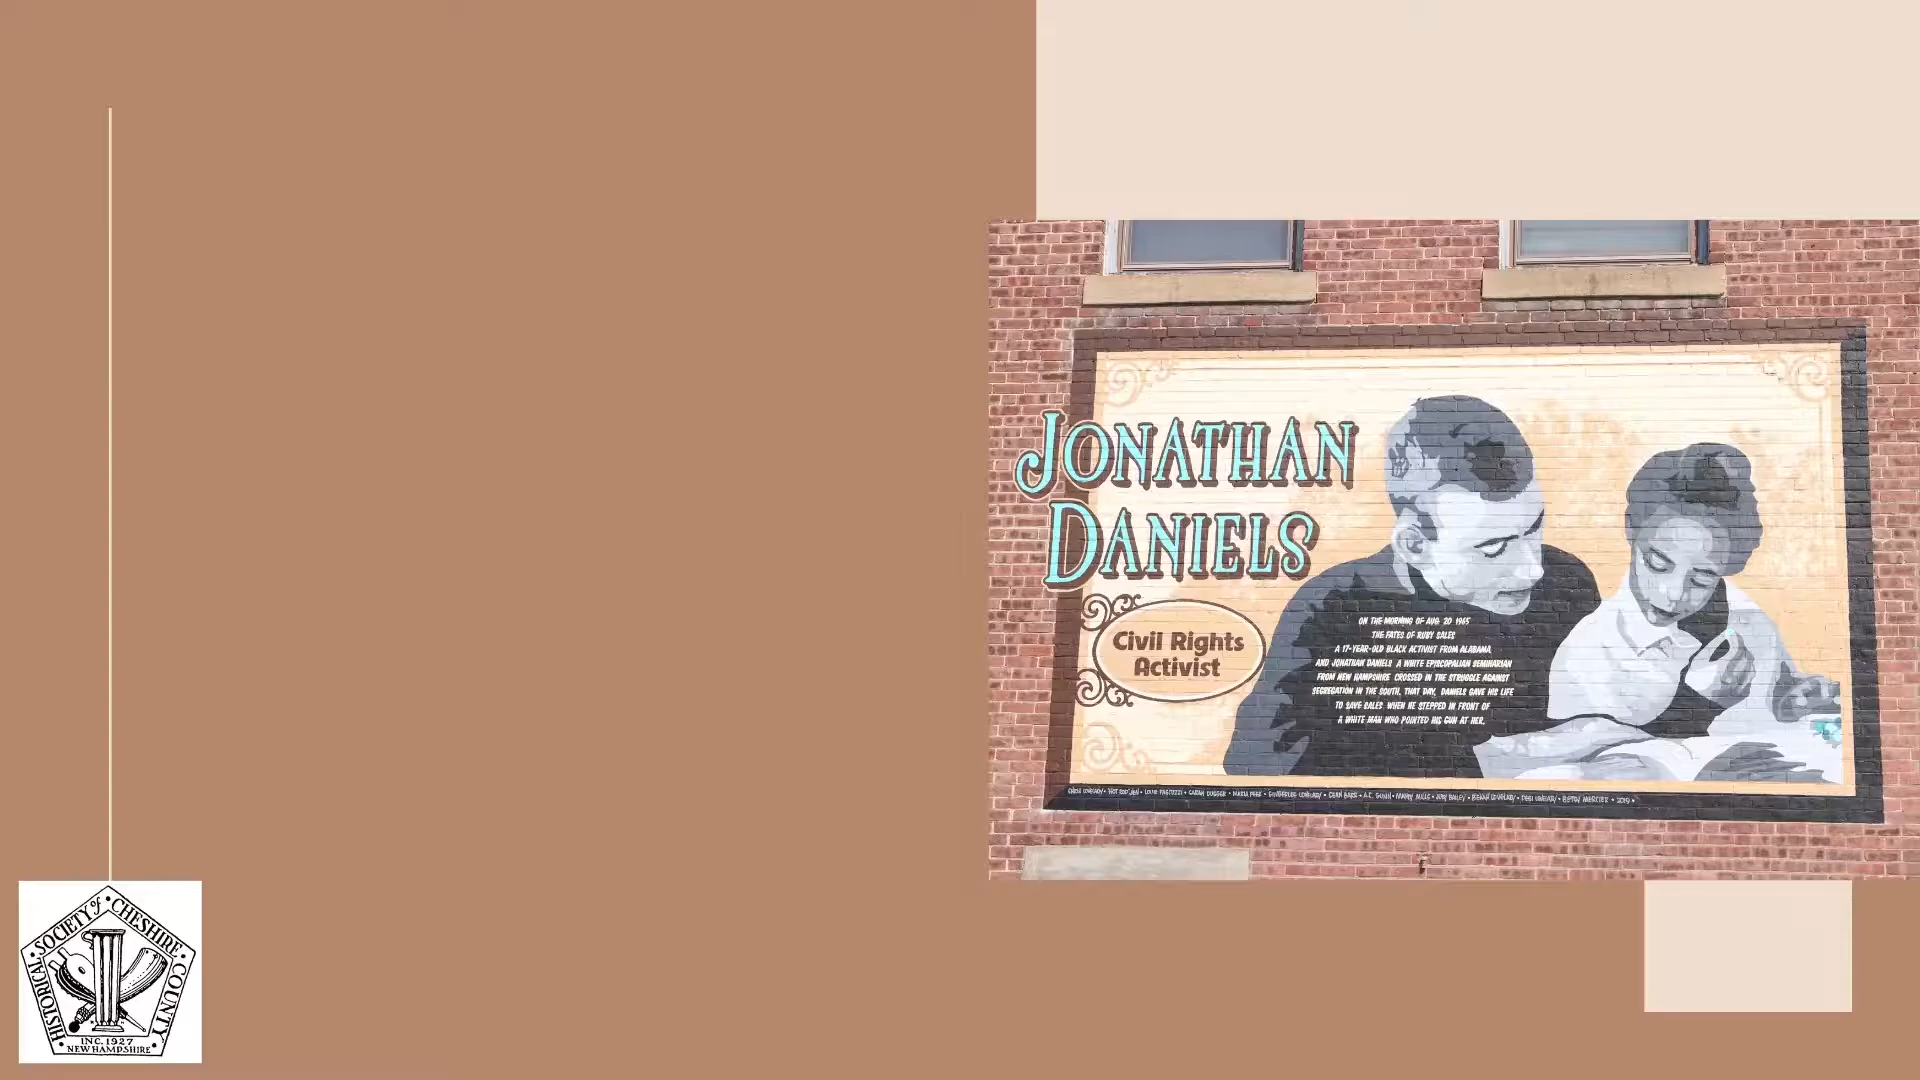 JONATHAN
DANIELS
Civil Rights
Activist
ON THE MORNING OF AUG. 20 1965
THE FATES OF RUBY SALES
A 17-YEAR-OLD BLACK ACTIVIST FROM ALABAMA,
AND JONATHAN DANIELS A WHITE EPISCOPALIAN SEMINARIAN
FROM NEW HAMPSHIRE CROSSED IN THE STRUGGLE AGAINST
SEGREGATION IN THE SOUTH. THAT DAY, DANIELS GAVE HIS LIFE
TO SAVE SALES. WHEN HE STEPPED IN FRONT OF
A WHITE MAN WHO POINTED HIS GUN AT HER.
HISTORICAL • SOCIETY of • CHESHIRE • COUNTY
INC. 1927
NEW HAMPSHIRE